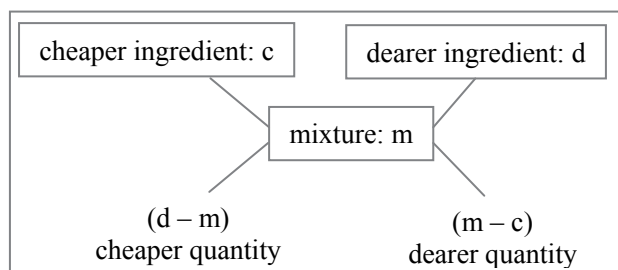 cheaper ingredient: c
dearer ingredient: d
mixture: m
(d – m)
cheaper quantity
(m – c)
dearer quantity